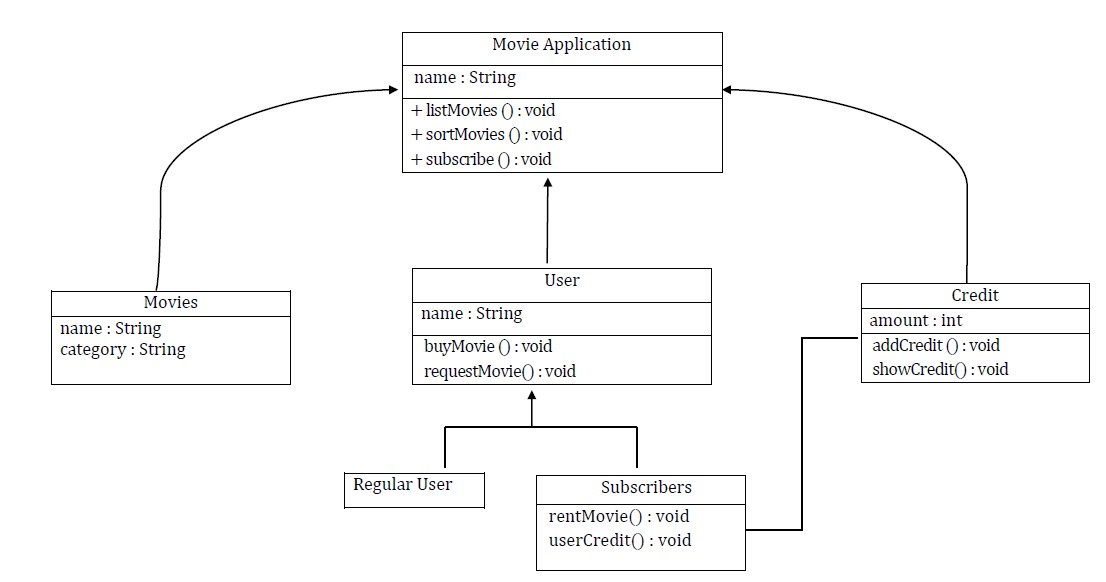 Movie Application
name : String
+ listMovies () : void
+ sortMovies () : void
+ subscribe () : void
Movies
name : String
category : String
User
name : String
buyMovie () : void
requestMovie() : void
Credit
amount : int
addCredit () : void
showCredit() : void
Regular User
Subscribers
rentMovie() : void
userCredit() : void